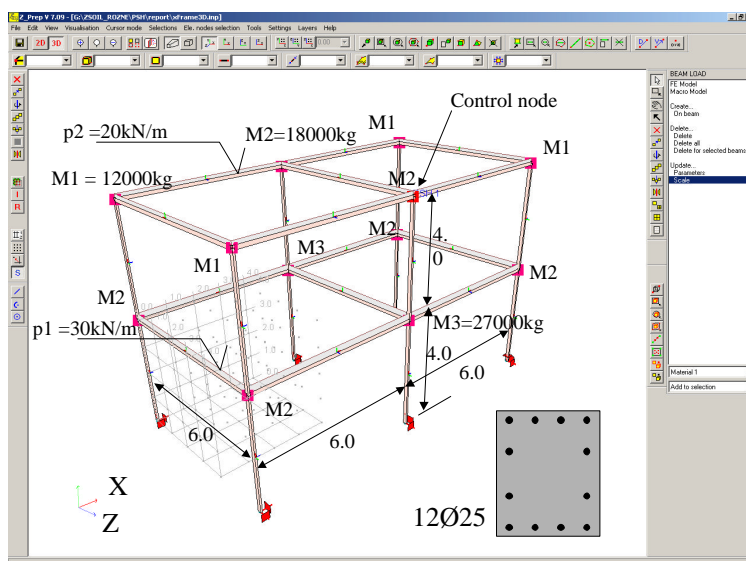 Z_Prep V 7.09 - [G:\ZSOIL_ROZNE\PSH\report\xFrame3D.inp]
File Edit View Visualisation Cursor mode Selections Ele. nodes selection Tools Settings Layers Help
2D 3D
BEAM LOAD
FE Model
Macro Model
Create...
On beam
Delete...
Delete
Delete all
Delete for selected beams
Update...
Parameters
Scale
Control node
p2 =20kN/m
M2=18000kg
M1
M1
M1 = 12000kg
M2
M1
M3
M2
4.
0
M2
M2
M3=27000kg
p1 =30kN/m
4.0
6.0
M2
6.0
6.0
X
Z
12Ø25
Material 1
Add to selection